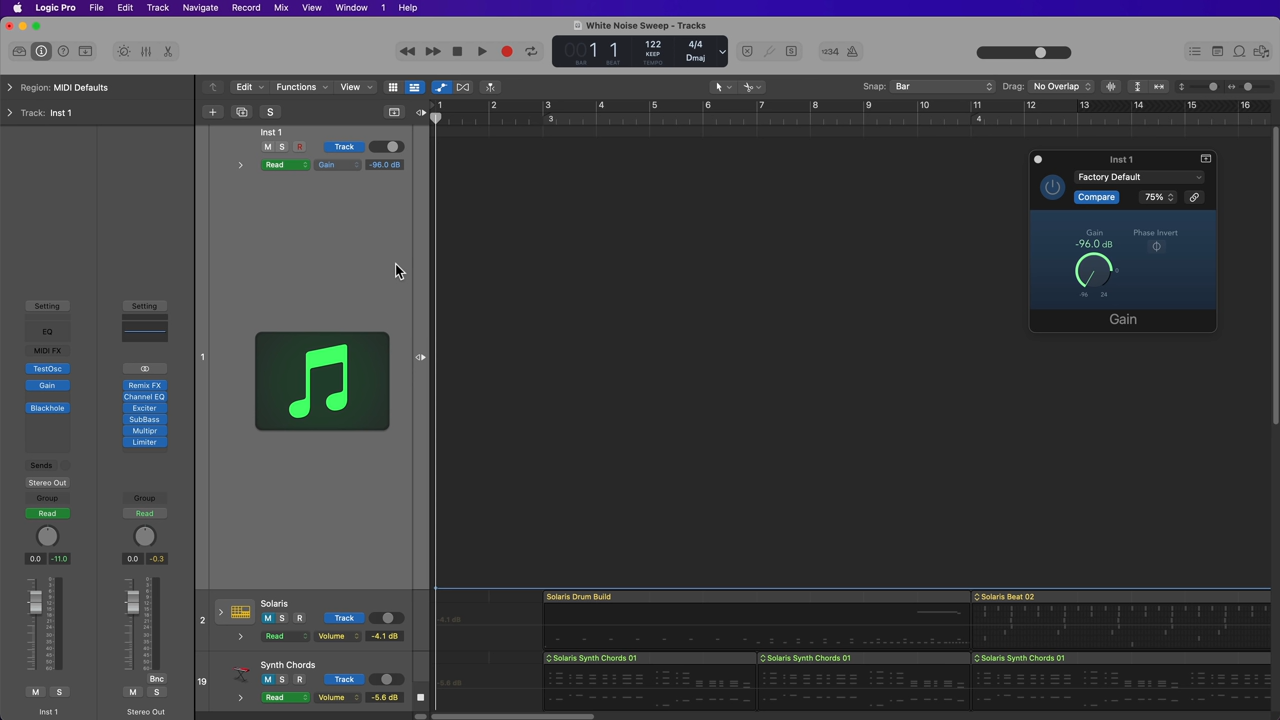 Logic Pro File Edit Track Navigate Record Mix View Window 1 Help
White Noise Sweep - Tracks
001 1 122 4/4
KEEP Dmaj
BAR BEAT TEMPO
1234
Region: MIDI Defaults
Edit Functions View
Snap: Bar Drag: No Overlap
Track: Inst 1
S
1 2 3 4 5 6 7 8 9 10 11 12 13 14 15 16
3 4
Inst 1
M S R Track
Read Gain -96.0 dB
Inst 1
Factory Default
Compare 75%
Gain Phase Invert
-96.0 dB
0
-96 24
Gain
Setting Setting
EQ
MIDI FX
TestOsc
Gain Remix FX
Channel EQ
Blackhole Exciter
SubBass
Multipr
Limiter
1
Sends
Stereo Out
Group Group
Read Read
0.0 -11.0 0.0 -0.3
Bnc
M S M S
Inst 1 Stereo Out
2
Solaris
M S R Track
Read Volume -4.1 dB
Solaris Drum Build Solaris Beat 02
-4.1 dB
19
Synth Chords
M S R Track
Read Volume -5.6 dB
Solaris Synth Chords 01 Solaris Synth Chords 01 Solaris Synth Chords 01
-5.6 dB